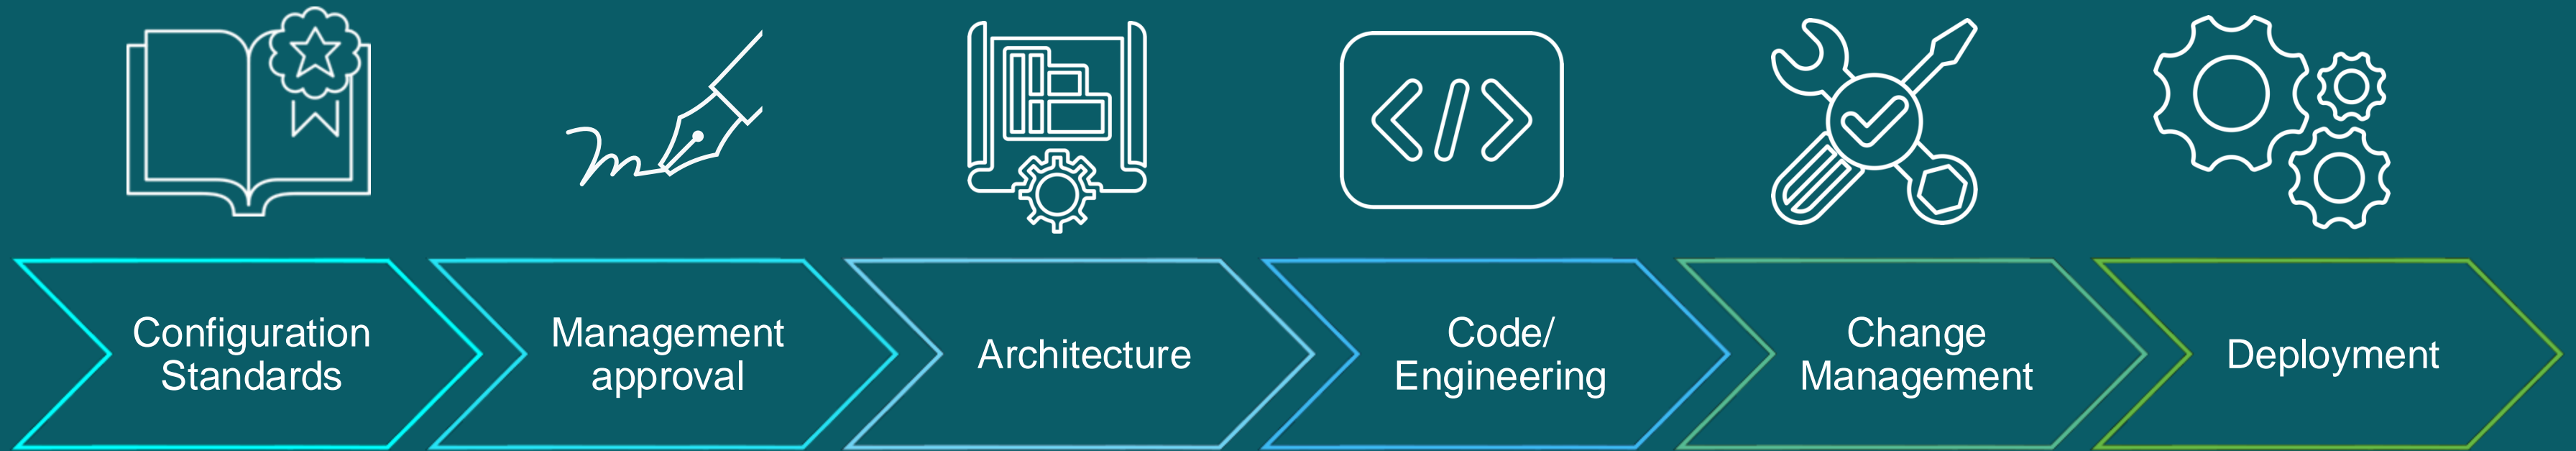 Configuration
Standards
Management
approval
Architecture
Code/
Engineering
Change
Management
Deployment